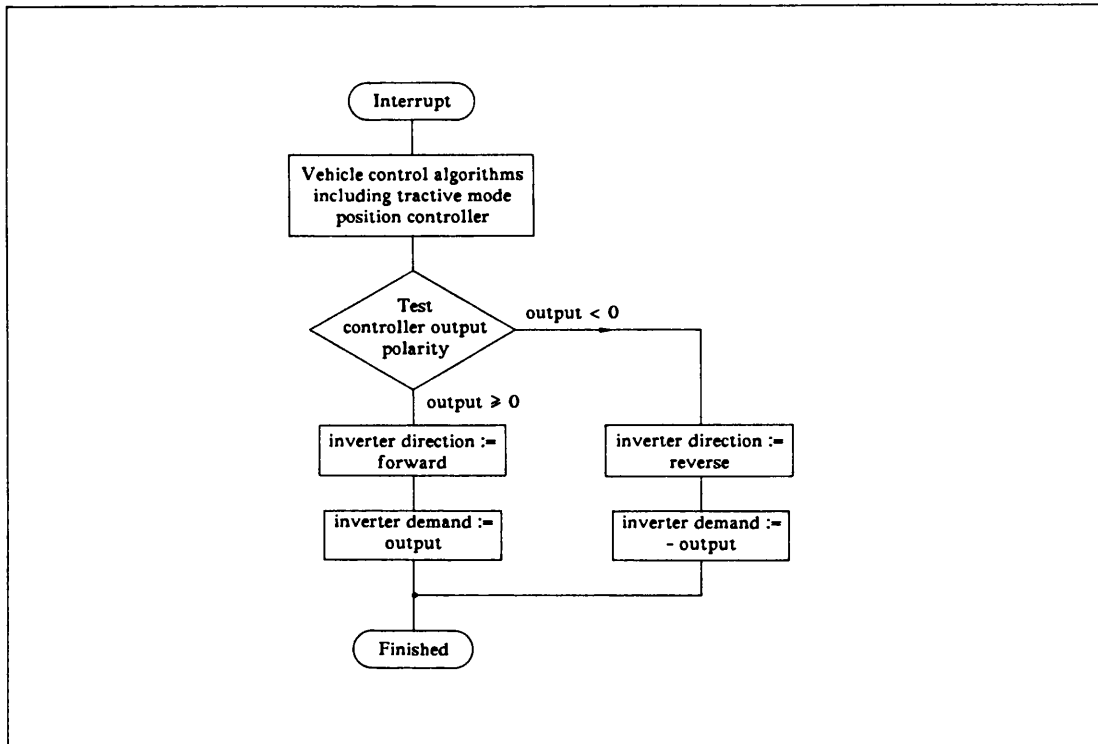 Interrupt
Vehicle control algorithms
including tractive mode
position controller
Test
controller output
polarity
output < 0
output ⩾ 0
inverter direction :=
forward
inverter direction :=
reverse
inverter demand :=
output
inverter demand :=
- output
Finished